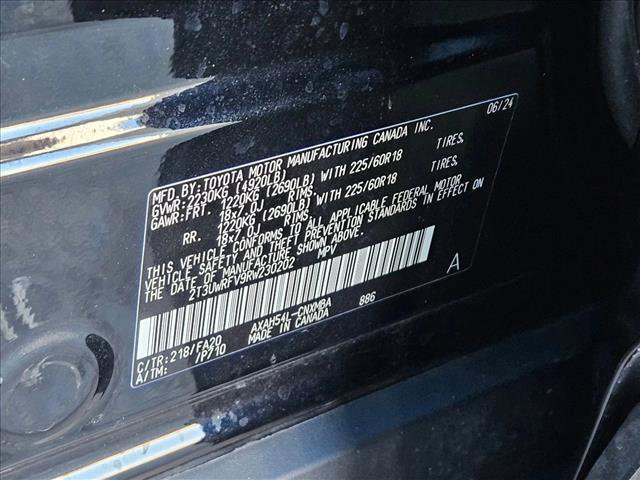 MFD. BY: TOYOTA MOTOR MANUFACTURING CANADA INC. 06/24
GVWR: 2230KG (4920LB)
GAWR: FRT. 1220KG (2690LB) WITH 225/60R18 TIRES.
18x7.0J RIMS.
RR. 1220KG (2690LB) WITH 225/60R18 TIRES.
18x7.0J RIMS.
THIS VEHICLE CONFORMS TO ALL APPLICABLE FEDERAL MOTOR
VEHICLE SAFETY AND THEFT PREVENTION STANDARDS IN EFFECT ON
THE DATE OF MANUFACTURE SHOWN ABOVE.
2T3UWRFV9RW230202 MPV
A
C/TR: 218/FA20 AXAH54L-CNXMBA 886
A/TM: /P/10 MADE IN CANADA